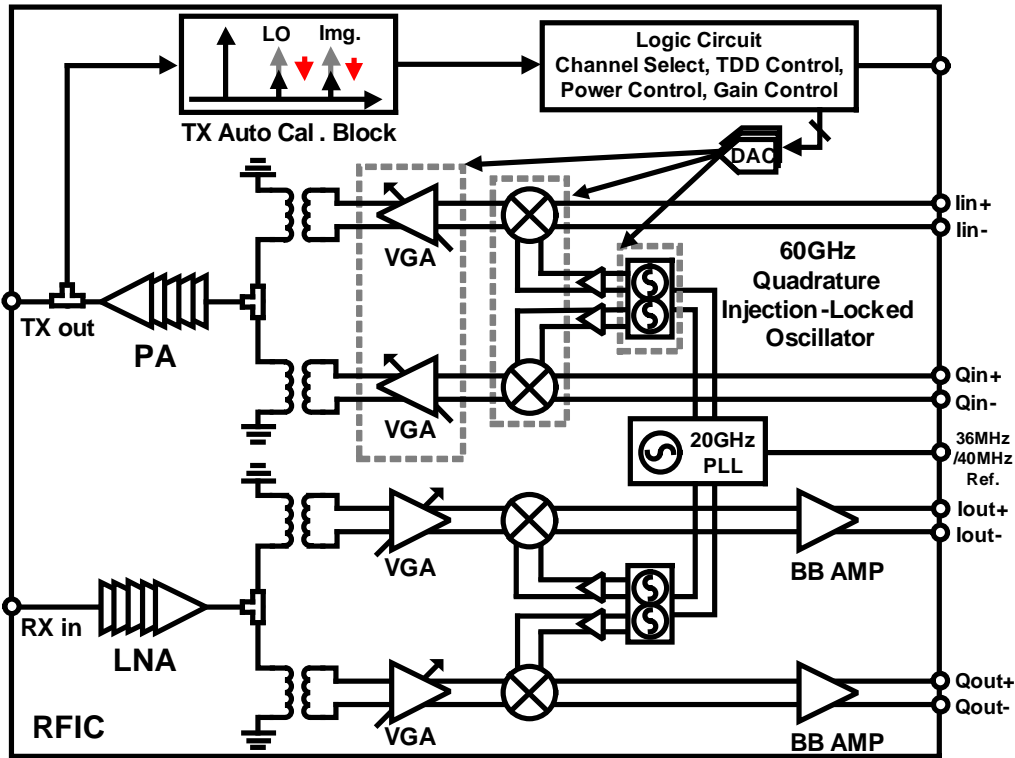 LO Img.
TX Auto Cal . Block
Logic Circuit
Channel Select, TDD Control,
Power Control, Gain Control
DAC
VGA
Iin+
Iin-
60GHz
Quadrature
Injection-Locked
Oscillator
TX out
PA
VGA
Qin+
Qin-
20GHz
PLL
36MHz
/40MHz
Ref.
VGA
BB AMP
Iout+
Iout-
RX in
LNA
VGA
BB AMP
Qout+
Qout-
RFIC